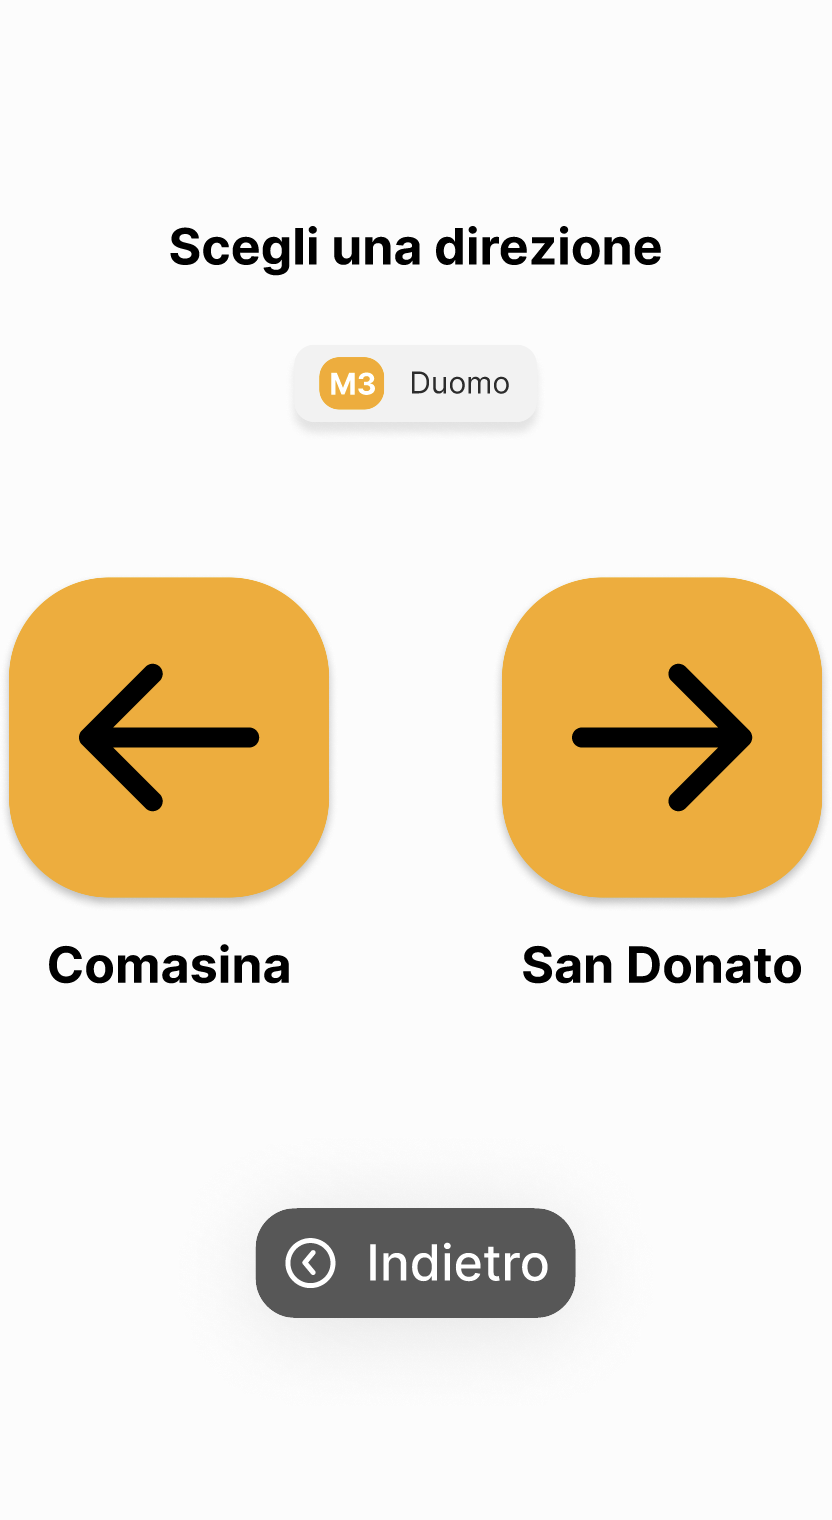 Scegli una direzione
M3 Duomo
Comasina
San Donato
Indietro